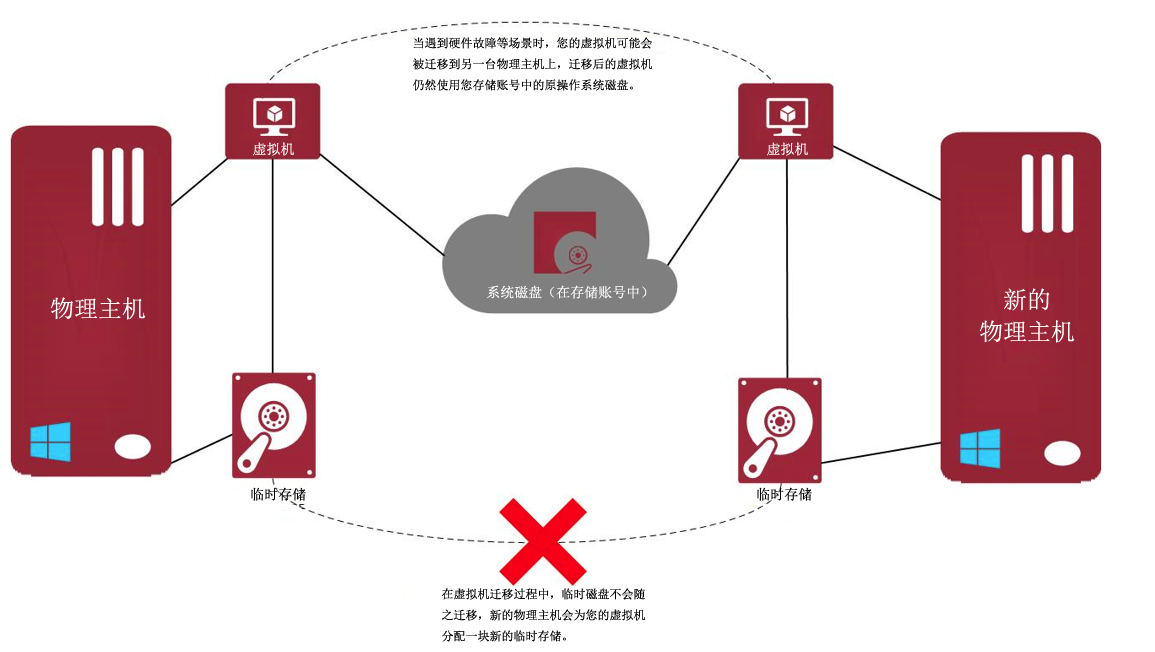 当遇到硬件故障等场景时，您的虚拟机可能会
被迁移到另一台物理主机上，迁移后的虚拟机
仍然使用您存储账号中的原操作系统磁盘。
虚拟机
虚拟机
系统磁盘（在存储账号中）
物理主机
新的
物理主机
临时存储
临时存储
在虚拟机迁移过程中，临时磁盘不会随
之迁移，新的物理主机会为您的虚拟机
分配一块新的临时存储。